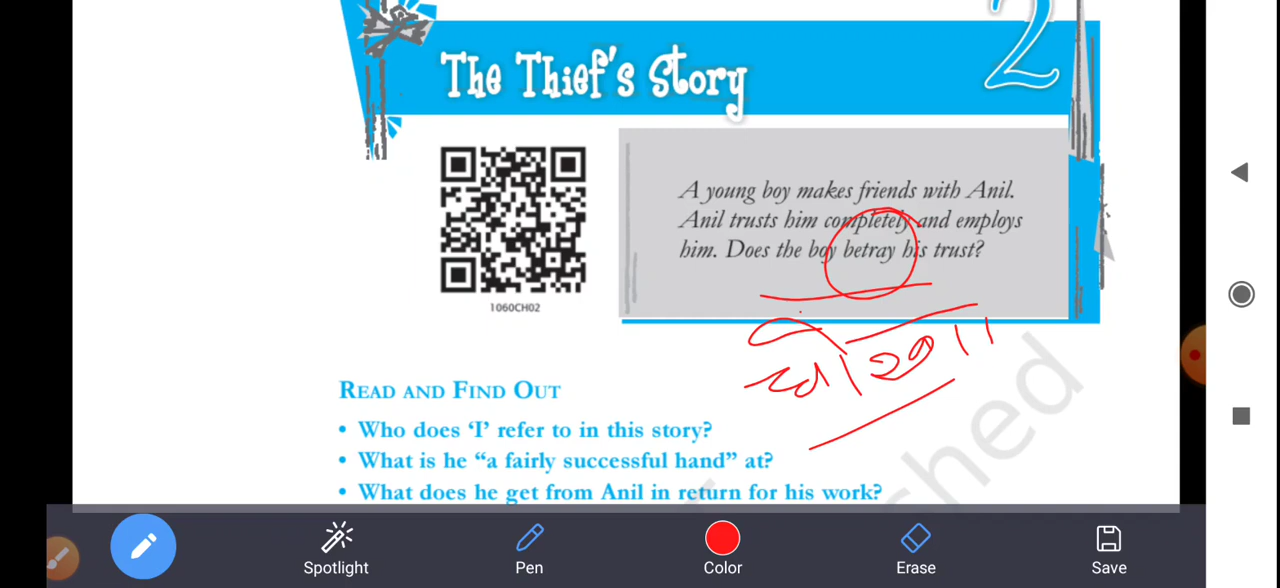 2
The Thief's Story
A young boy makes friends with Anil.
Anil trusts him completely and employs
him. Does the boy betray his trust?
1060CH02
धोखा
READ AND FIND OUT
• Who does ‘I’ refer to in this story?
• What is he “a fairly successful hand” at?
• What does he get from Anil in return for his work?
Spotlight
Pen
Color
Erase
Save